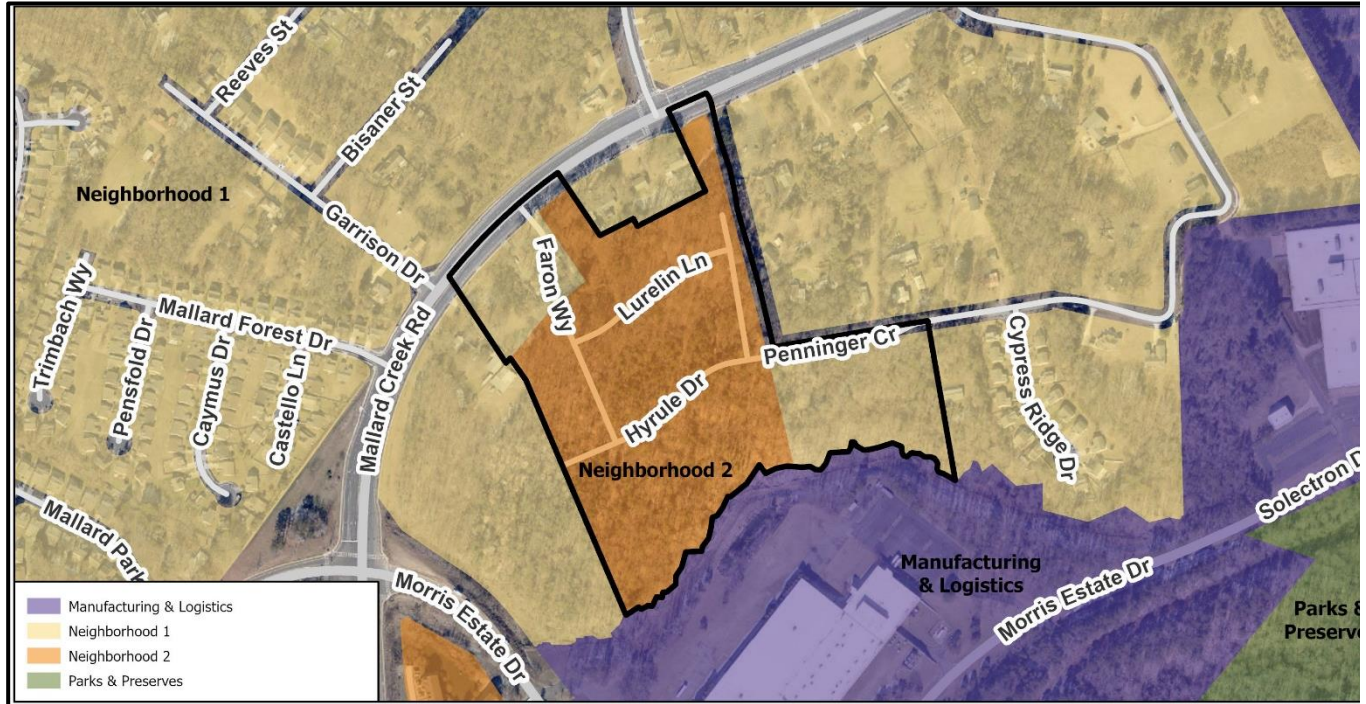 Reeves St
Bisaner St
Neighborhood 1
Garrison Dr
Faron Wy
Lurelin Ln
Trimbach Wy
Mallard Forest Dr
Pensfold Dr
Caymus Dr
Castello Ln
Mallard Creek Rd
Penninger Cr
Cypress Ridge Dr
Hyrule Dr
Neighborhood 2
Mallard Park
Solectron D
Manufacturing
& Logistics
Morris Estate Dr
Morris Estate Dr
Parks &
Preserve
Manufacturing & Logistics
Neighborhood 1
Neighborhood 2
Parks & Preserves